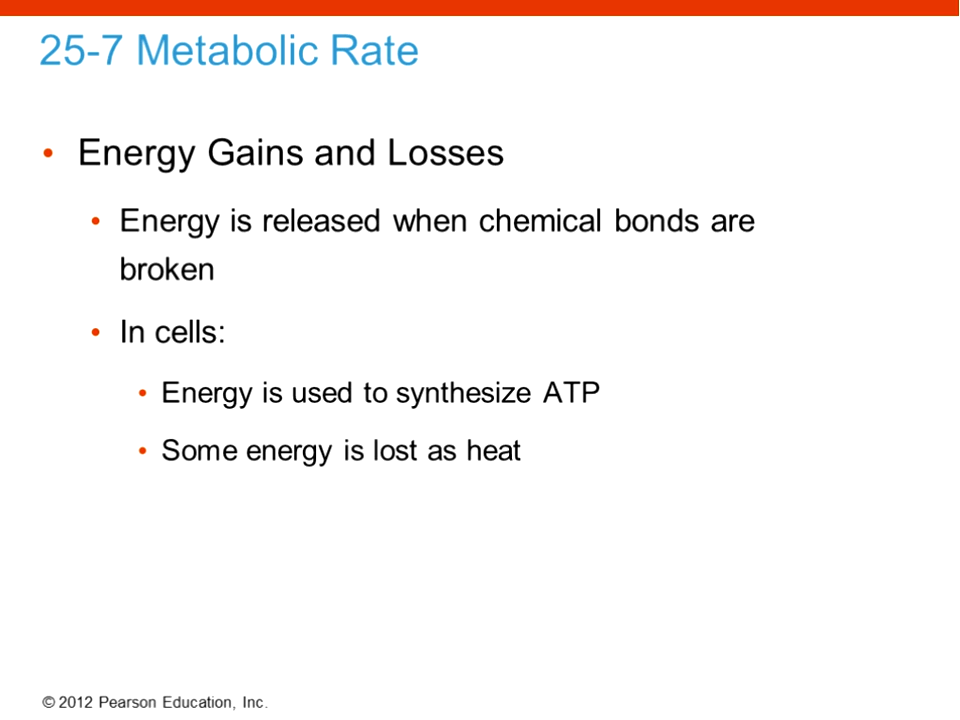 25-7 Metabolic Rate
• Energy Gains and Losses
• Energy is released when chemical bonds are
broken
• In cells:
• Energy is used to synthesize ATP
• Some energy is lost as heat
© 2012 Pearson Education, Inc.